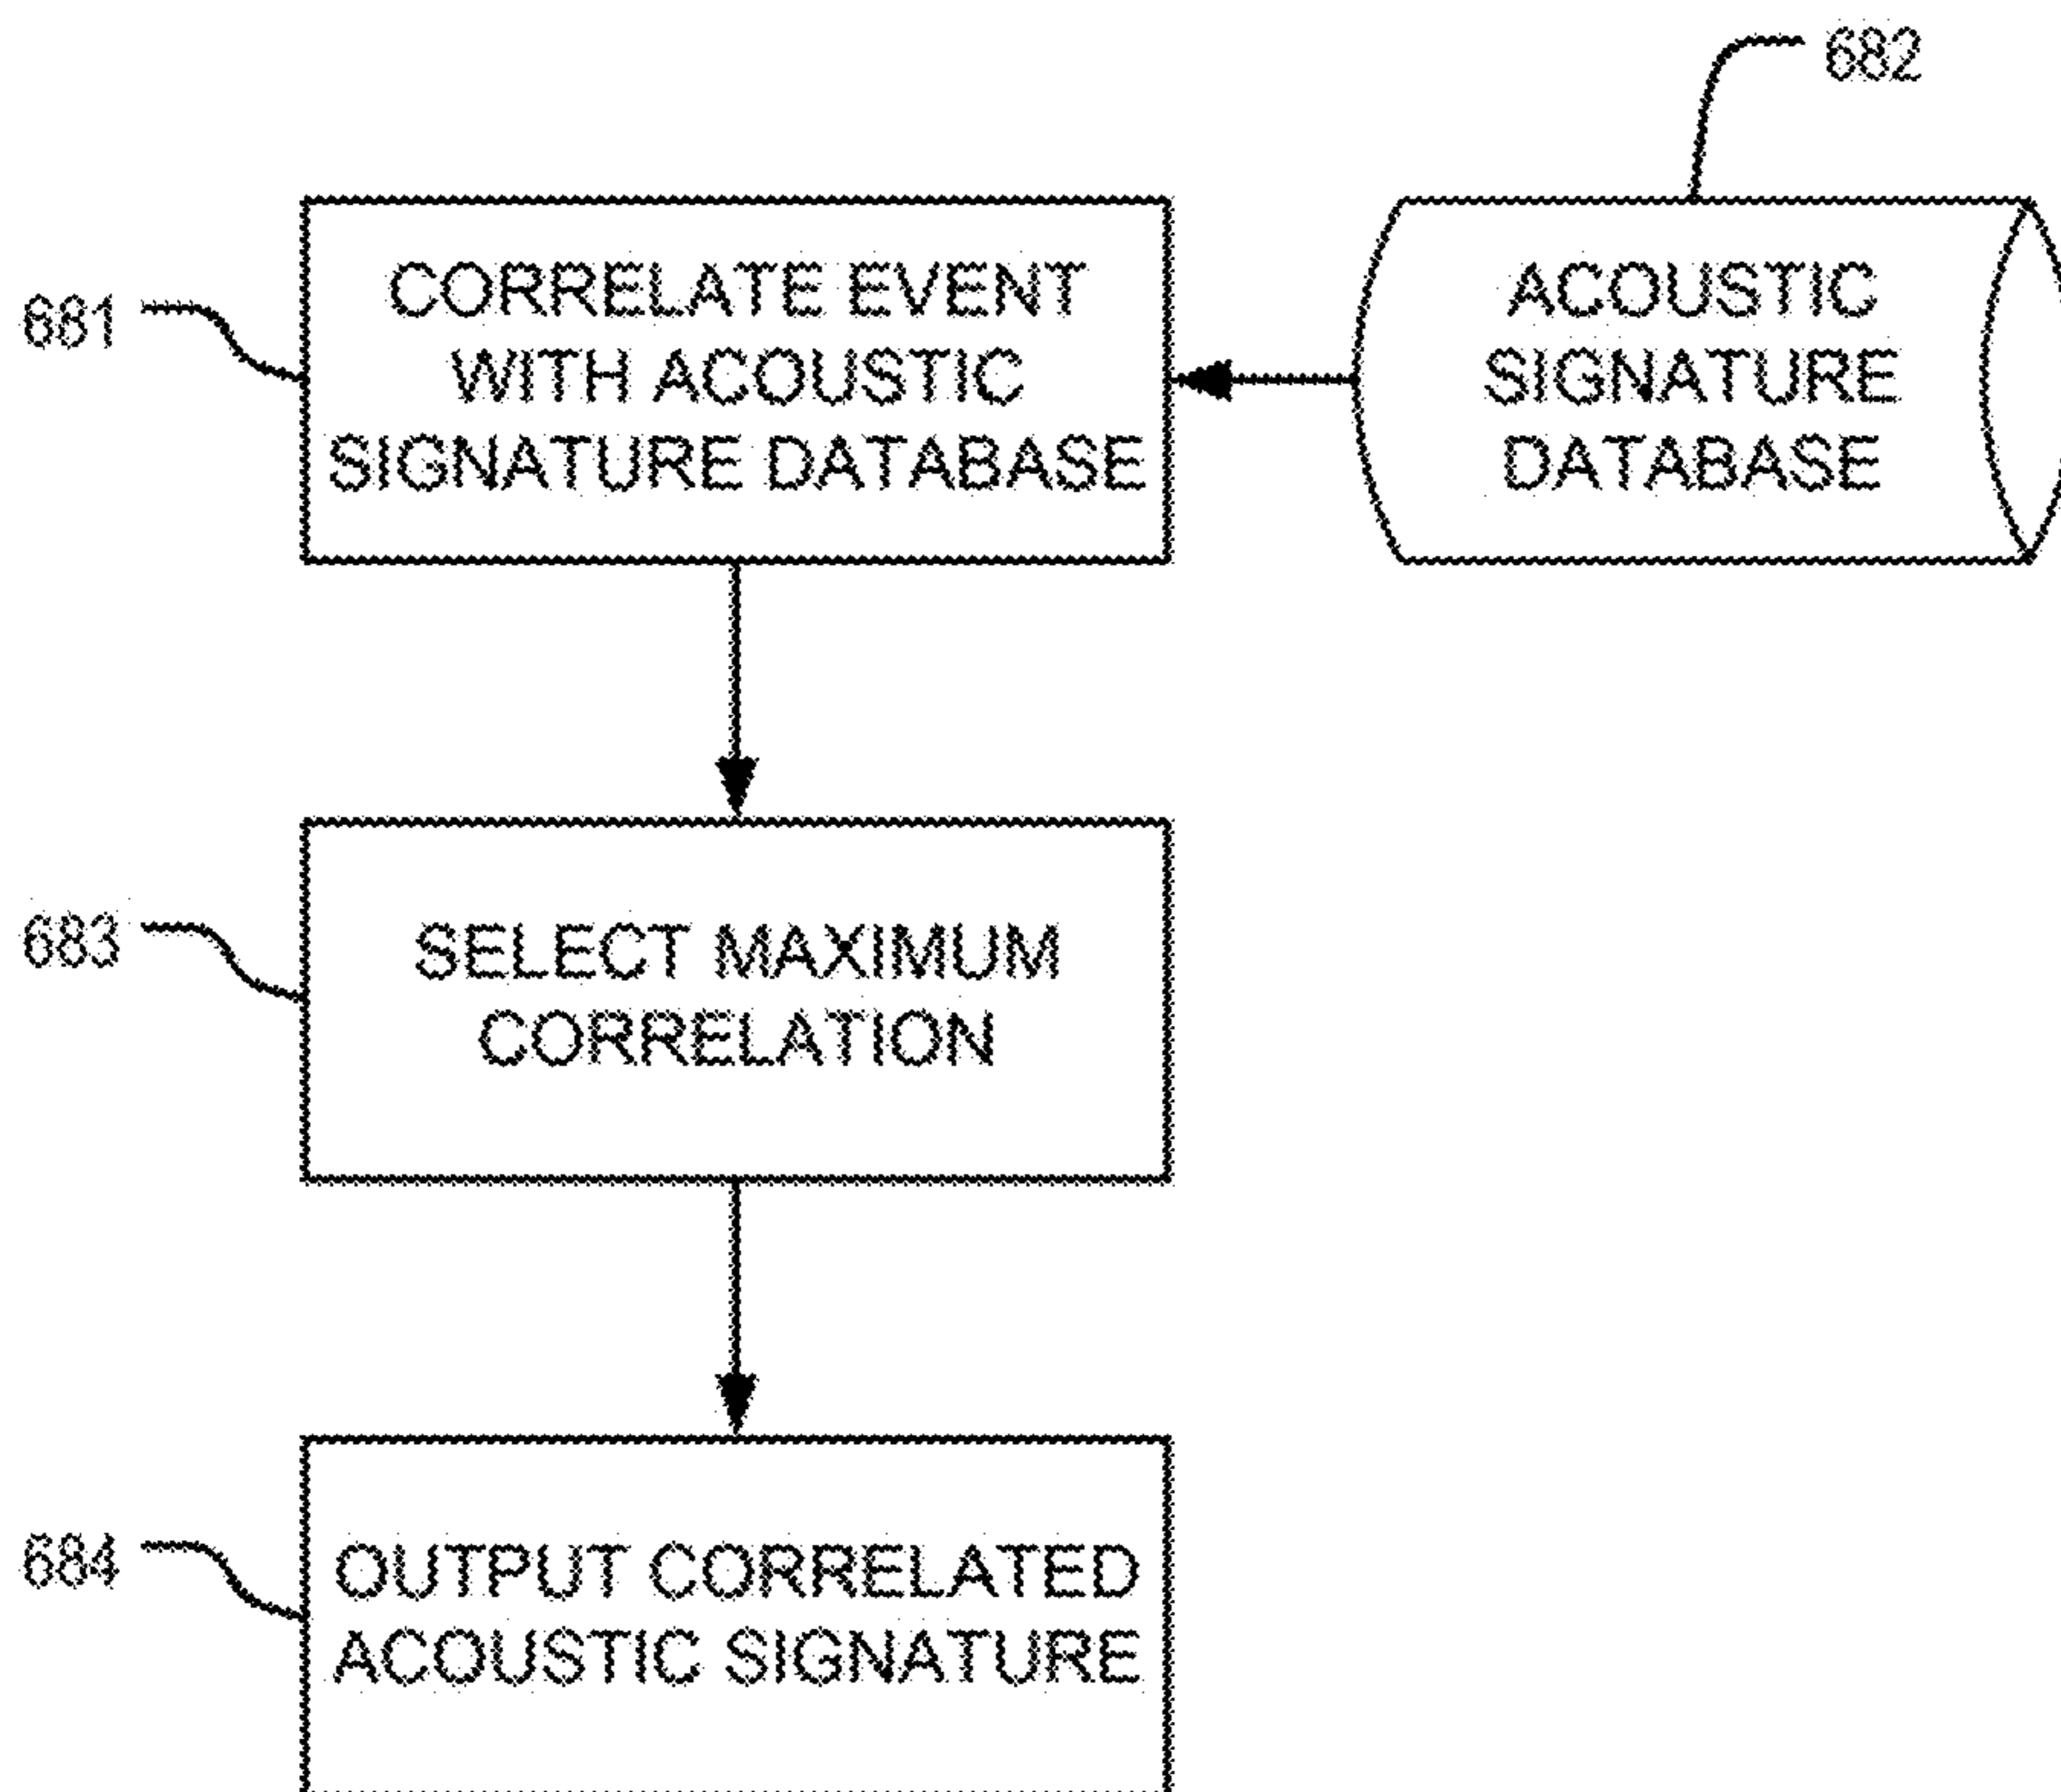 682
681
CORRELATE EVENT
WITH ACOUSTIC
SIGNATURE DATABASE
ACOUSTIC
SIGNATURE
DATABASE
683
SELECT MAXIMUM
CORRELATION
684
OUTPUT CORRELATED
ACOUSTIC SIGNATURE